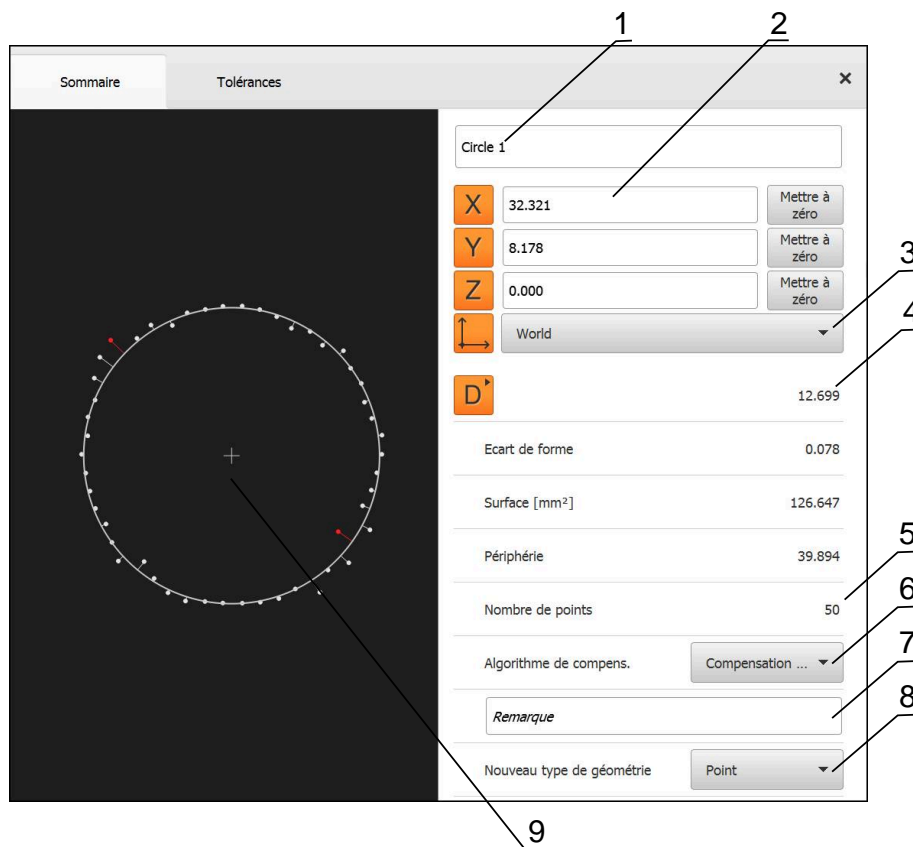 1
2
Sommaire
Tolérances
×
Circle 1
X
32.321
Mettre à
zéro
Y
8.178
Mettre à
zéro
3
Z
0.000
Mettre à
zéro
4
World
D
12.699
Ecart de forme
0.078
Surface [mm²]
126.647
5
Périphérie
39.894
6
Nombre de points
50
7
Algorithme de compens.
Compensation ...
8
Remarque
Nouveau type de géométrie
Point
9